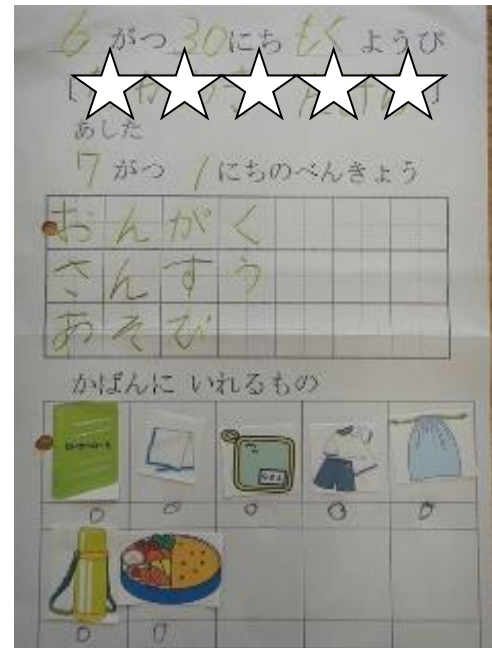 6 がつ 30にち もく ようび
あした
7 がつ 1 にちのべんきょう
おんがく
さんすう
あそび
かばんに いれるもの